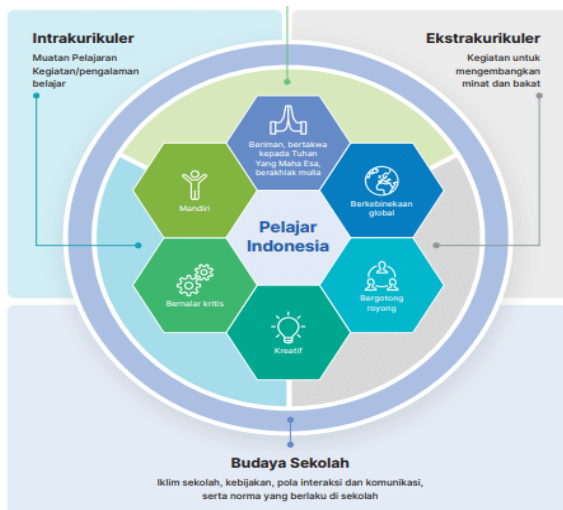 Intrakurikuler
Muatan Pelajaran
Kegiatan/pengalaman
belajar
Ekstrakurikuler
Kegiatan untuk
mengembangkan
minat dan bakat
Beriman, bertakwa
kepada Tuhan
Yang Maha Esa,
berakhlak mulia
Mandiri
Berkebinekaan
global
Pelajar
Indonesia
Bernalar kritis
Bergotong
royong
Kreatif
Budaya Sekolah
Iklim sekolah, kebijakan, pola interaksi dan komunikasi,
serta norma yang berlaku di sekolah